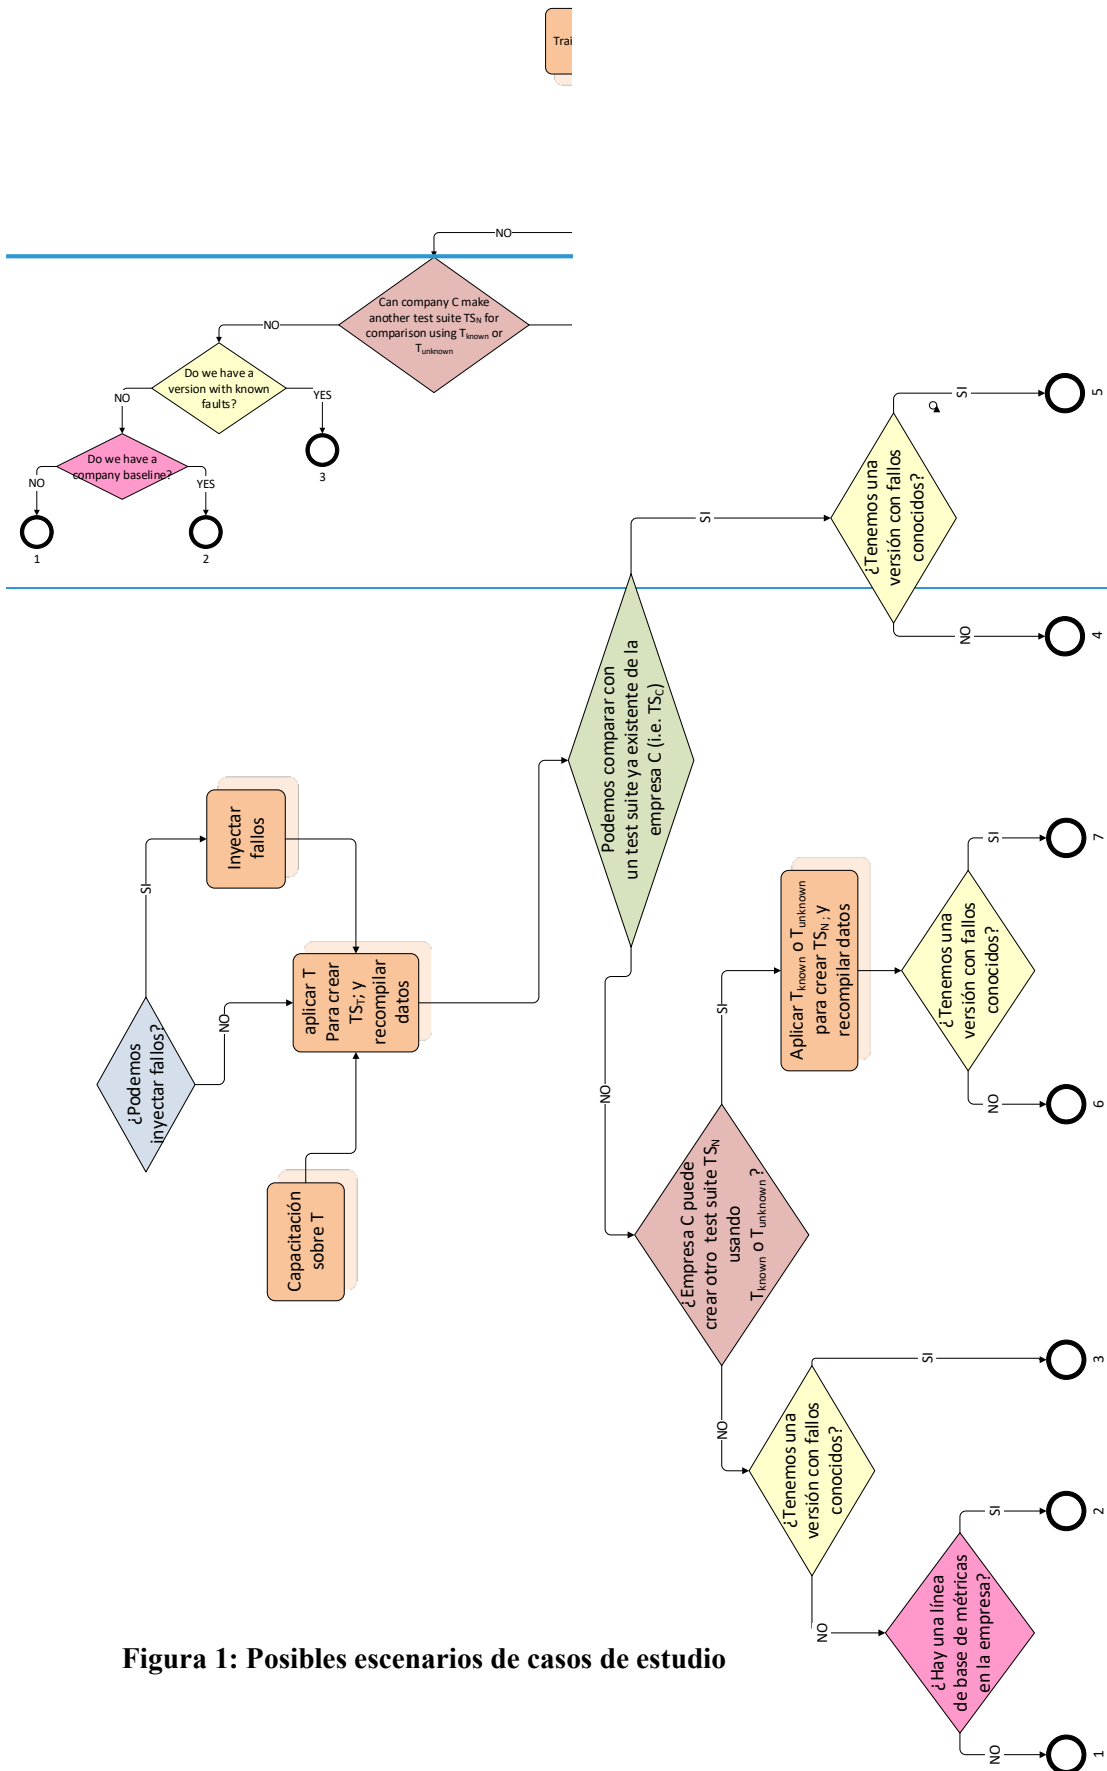 Trai
NO
Can company C make
another test suite TSN for
comparison using Tknown or
Tunknown
NO
Do we have a
version with known
faults?
NO
YES
3
Do we have a
company baseline?
NO
YES
1
2
¿Podemos
inyectar fallos?
SI
NO
Inyectar
fallos
Capacitación
sobre T
aplicar T
Para crear
TST; y
recompilar
datos
Podemos comparar con
un test suite ya existente de la
empresa C (i.e. TSC)
SI
NO
¿Tenemos una
versión con fallos
conocidos?
SI
5
NO
4
¿Empresa C puede
crear otro test suite TSN
usando
Tknown o Tunknown ?
SI
NO
Aplicar Tknown o Tunknown
para crear TSN; y
recompilar datos
¿Tenemos una
versión con fallos
conocidos?
SI
7
NO
6
¿Tenemos una
versión con fallos
conocidos?
SI
3
NO
¿Hay una línea
de base de métricas
en la empresa?
SI
2
NO
1
Figura 1: Posibles escenarios de casos de estudio